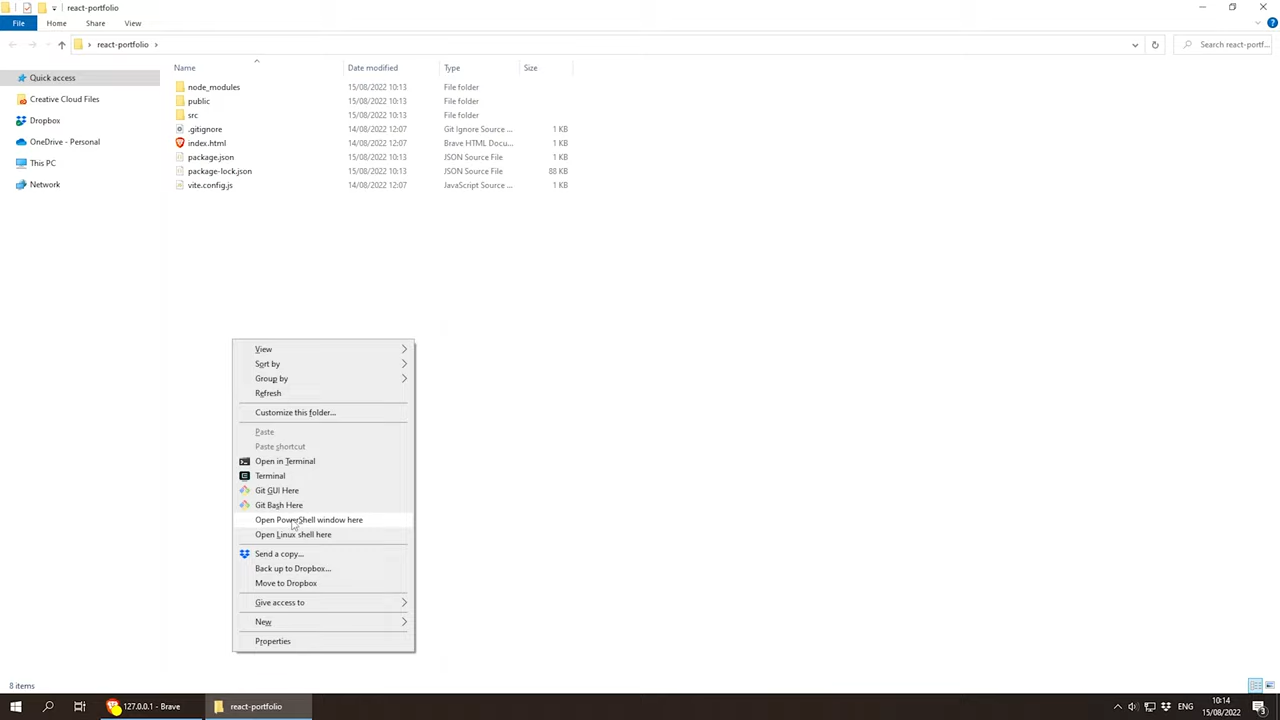 react-portfolio
File Home Share View
react-portfolio
Search react-portf...
Name Date modified Type Size
Quick access
Creative Cloud Files
Dropbox
OneDrive - Personal
This PC
Network
node_modules 15/08/2022 10:13 File folder
public 15/08/2022 10:13 File folder
src 15/08/2022 10:13 File folder
.gitignore 14/08/2022 12:07 Git Ignore Source ... 1 KB
index.html 14/08/2022 12:07 Brave HTML Docu... 1 KB
package.json 15/08/2022 10:13 JSON Source File 1 KB
package-lock.json 15/08/2022 10:13 JSON Source File 88 KB
vite.config.js 14/08/2022 12:07 JavaScript Source ... 1 KB
View
Sort by
Group by
Refresh
Customize this folder...
Paste
Paste shortcut
Open in Terminal
Terminal
Git GUI Here
Git Bash Here
Open PowerShell window here
Open Linux shell here
Send a copy...
Back up to Dropbox...
Move to Dropbox
Give access to
New
Properties
8 items
127.0.0.1 - Brave
react-portfolio
ENG
10:14
15/08/2022
3